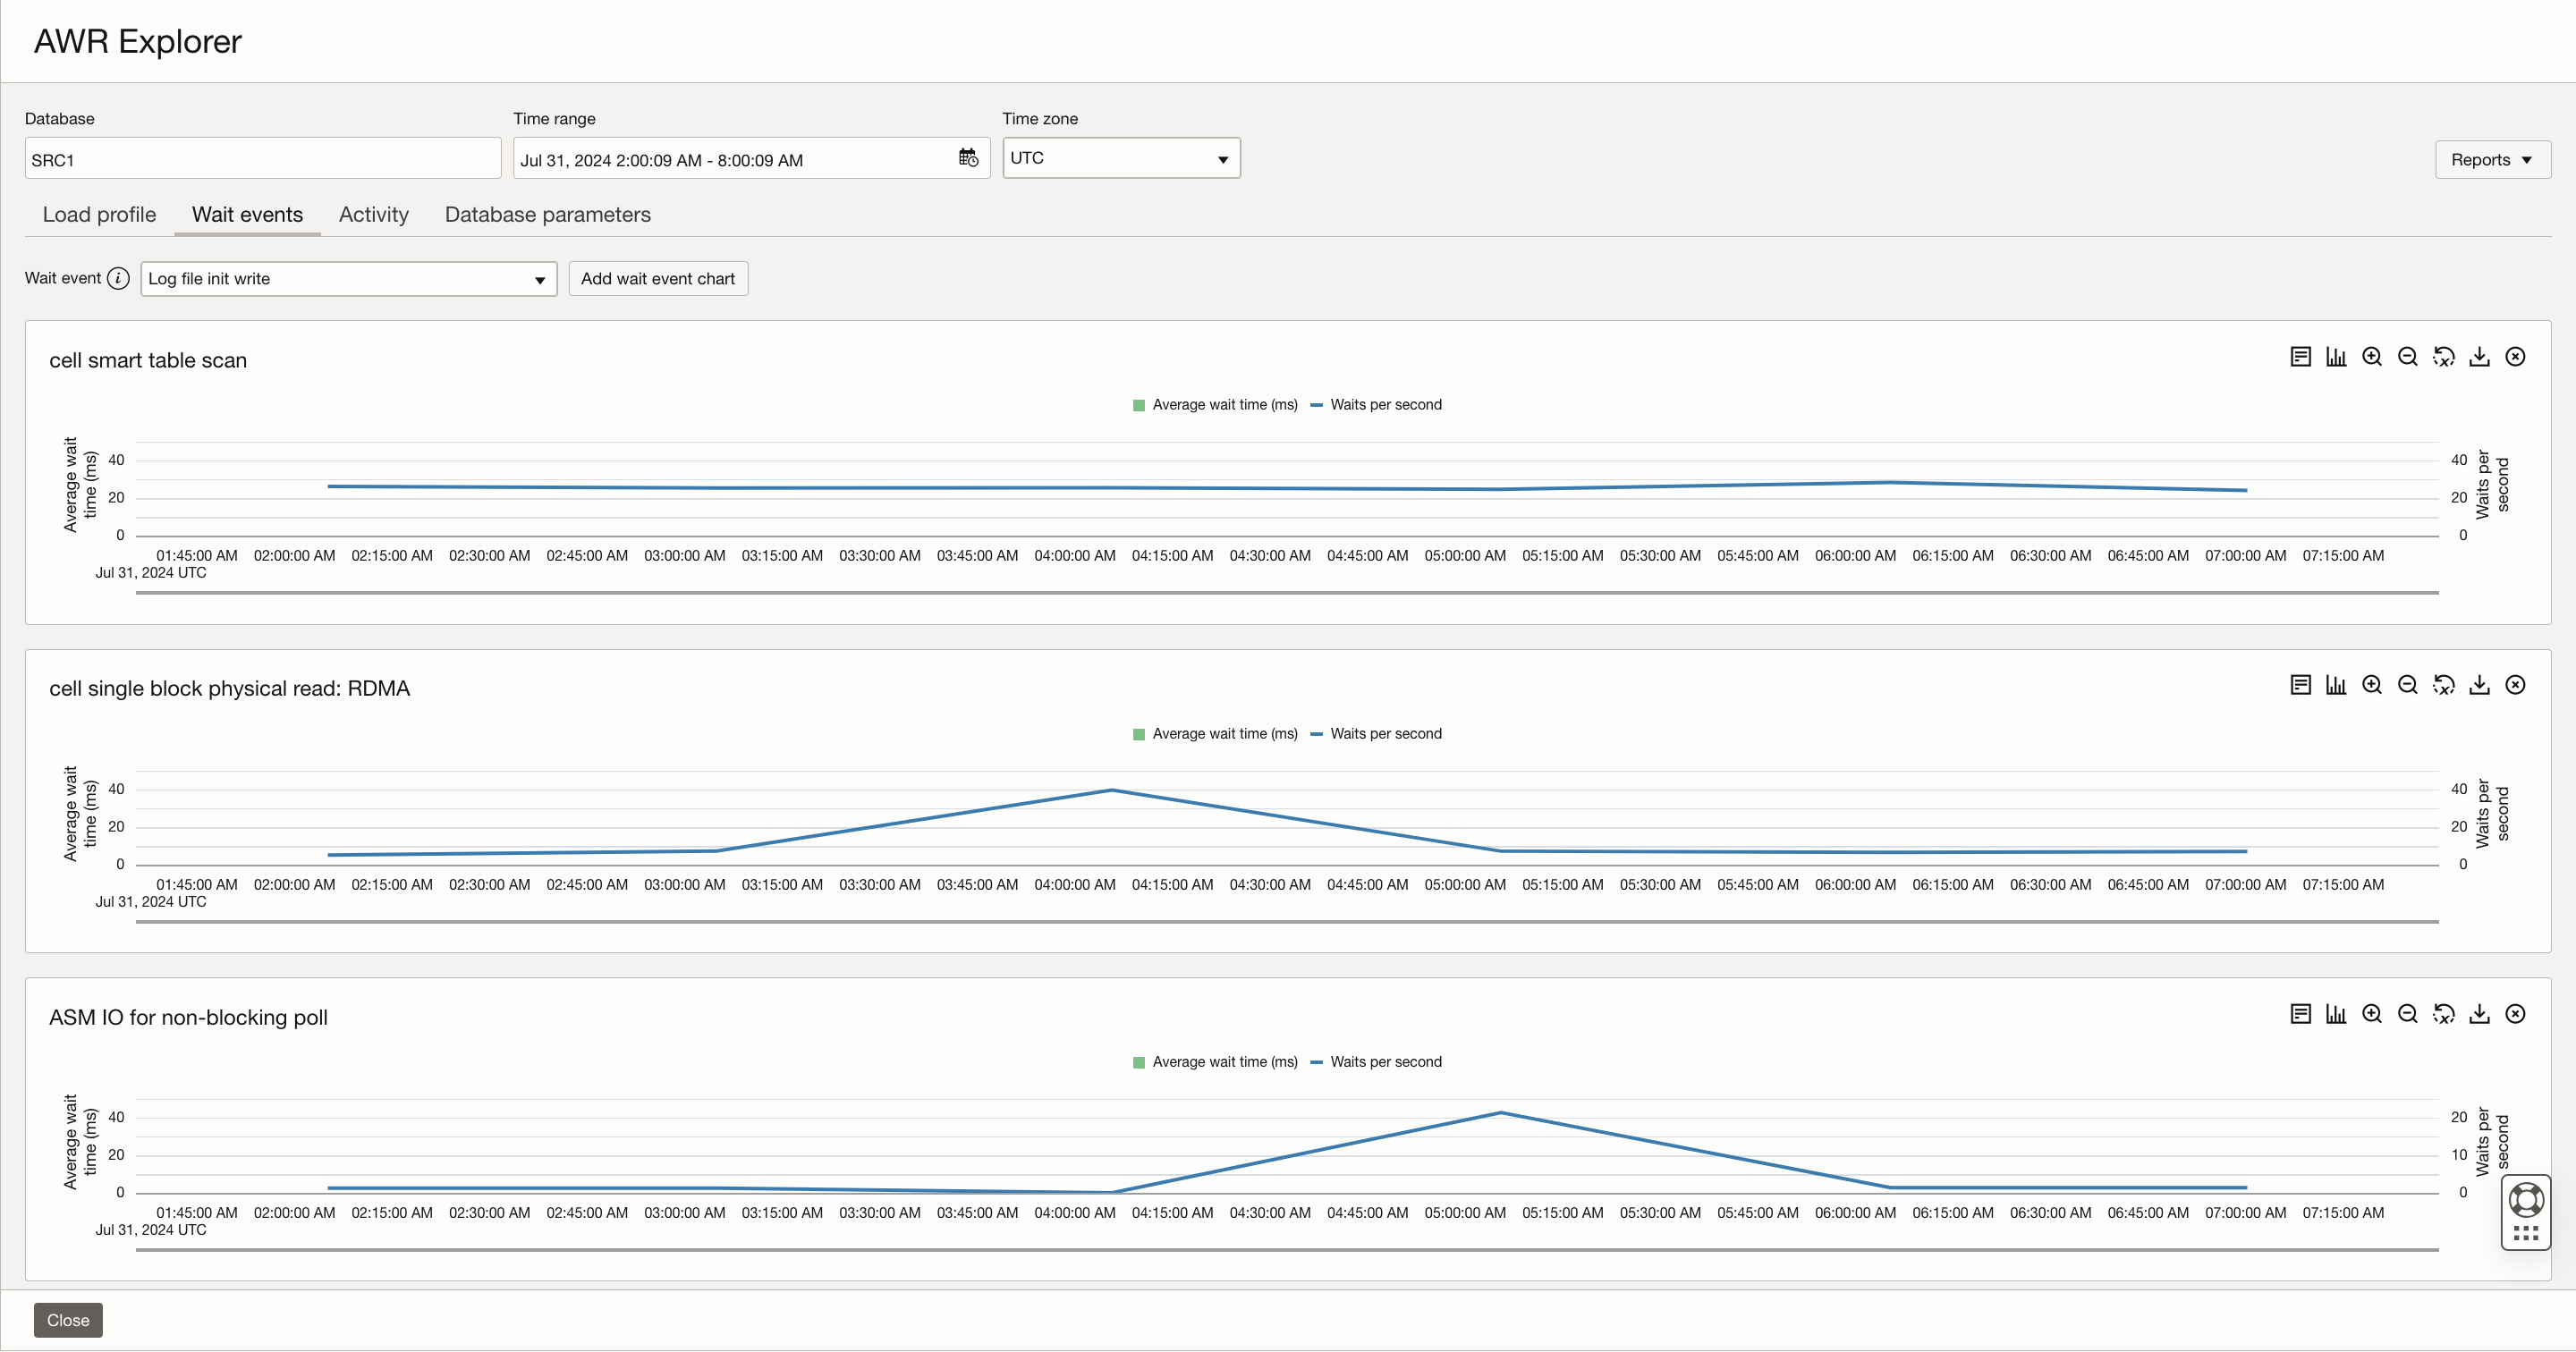 AWR Explorer
Database
Time range
Time zone
SRC1
Jul 31, 2024 2:00:09 AM - 8:00:09 AM
UTC
Reports
Load profile
Wait events
Activity
Database parameters
Wait event
i
Log file init write
Add wait event chart
cell smart table scan
Average wait time (ms)
Waits per second
Average wait
time (ms)
40
20
0
40
20
0
Waits per
second
01:45:00 AM 02:00:00 AM 02:15:00 AM 02:30:00 AM 02:45:00 AM 03:00:00 AM 03:15:00 AM 03:30:00 AM 03:45:00 AM 04:00:00 AM 04:15:00 AM 04:30:00 AM 04:45:00 AM 05:00:00 AM 05:15:00 AM 05:30:00 AM 05:45:00 AM 06:00:00 AM 06:15:00 AM 06:30:00 AM 06:45:00 AM 07:00:00 AM 07:15:00 AM
Jul 31, 2024 UTC
cell single block physical read: RDMA
Average wait time (ms)
Waits per second
Average wait
time (ms)
40
20
0
40
20
0
Waits per
second
01:45:00 AM 02:00:00 AM 02:15:00 AM 02:30:00 AM 02:45:00 AM 03:00:00 AM 03:15:00 AM 03:30:00 AM 03:45:00 AM 04:00:00 AM 04:15:00 AM 04:30:00 AM 04:45:00 AM 05:00:00 AM 05:15:00 AM 05:30:00 AM 05:45:00 AM 06:00:00 AM 06:15:00 AM 06:30:00 AM 06:45:00 AM 07:00:00 AM 07:15:00 AM
Jul 31, 2024 UTC
ASM IO for non-blocking poll
Average wait time (ms)
Waits per second
Average wait
time (ms)
40
20
0
20
10
0
Waits per
second
01:45:00 AM 02:00:00 AM 02:15:00 AM 02:30:00 AM 02:45:00 AM 03:00:00 AM 03:15:00 AM 03:30:00 AM 03:45:00 AM 04:00:00 AM 04:15:00 AM 04:30:00 AM 04:45:00 AM 05:00:00 AM 05:15:00 AM 05:30:00 AM 05:45:00 AM 06:00:00 AM 06:15:00 AM 06:30:00 AM 06:45:00 AM 07:00:00 AM 07:15:00 AM
Jul 31, 2024 UTC
Close